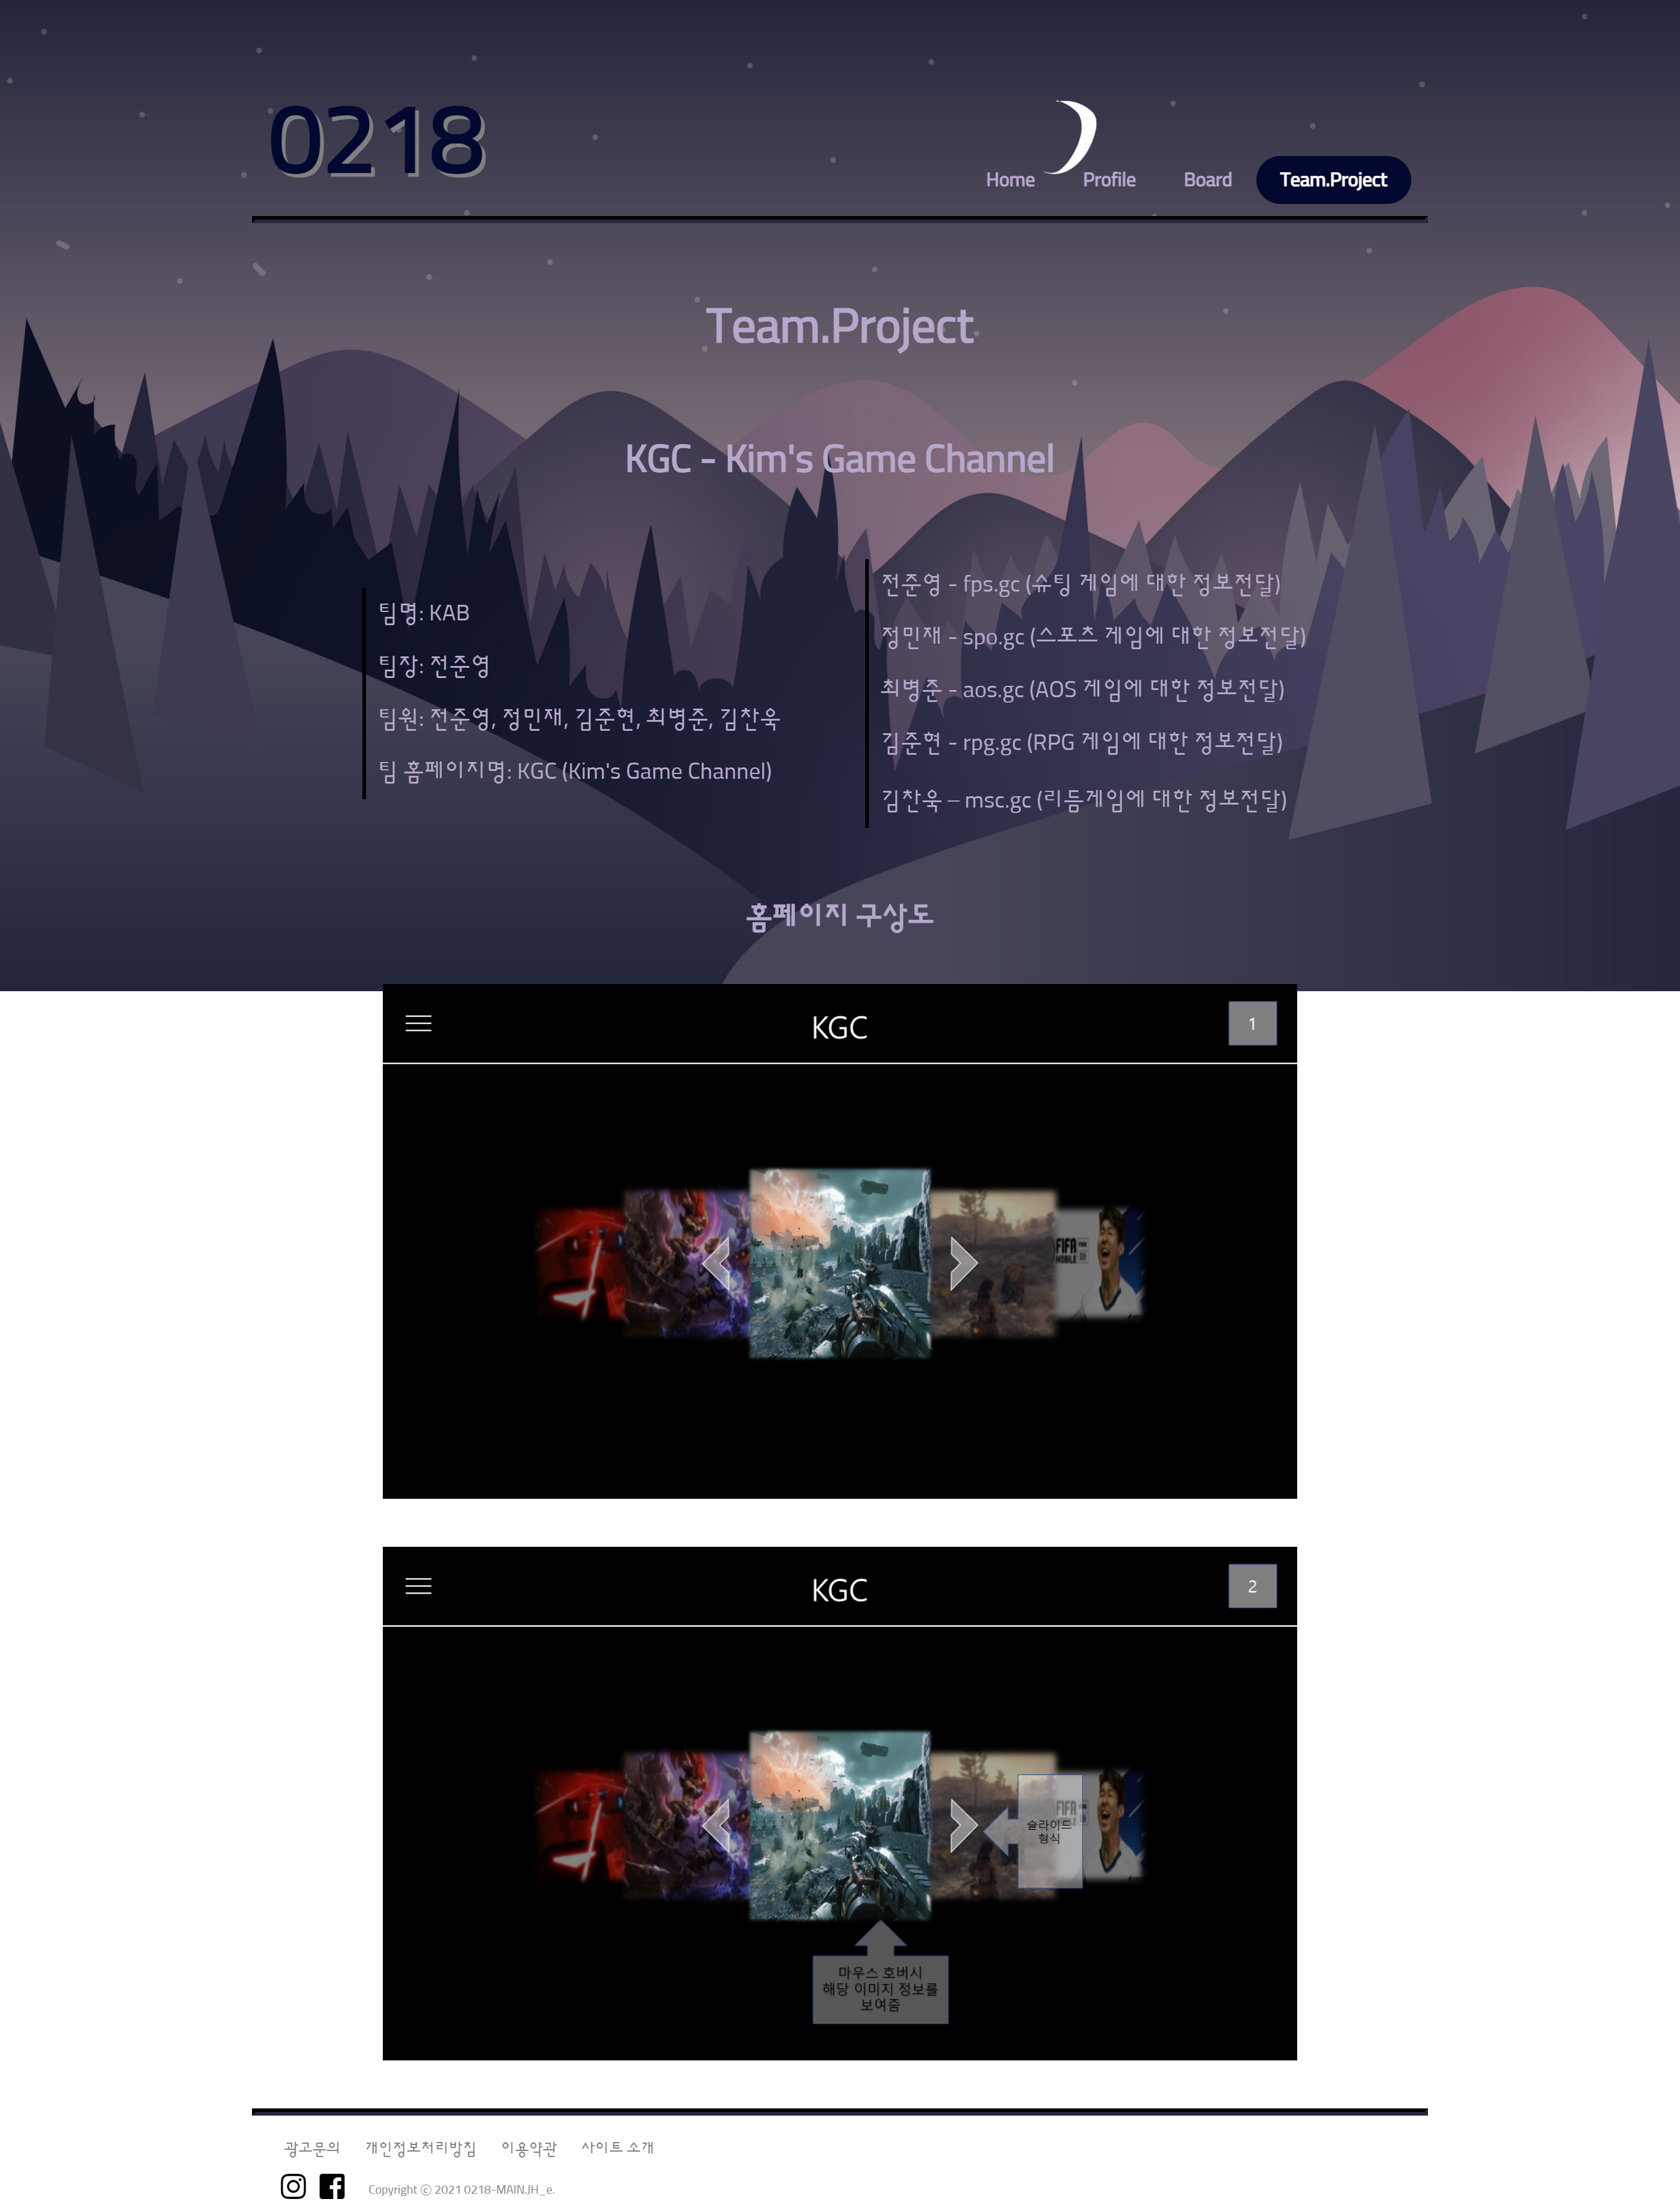 0218
Home
Profile
Board
Team.Project
Team.Project
KGC - Kim's Game Channel
팀명: KAB
팀장: 전준영
팀원: 전준영, 정민재, 김준현, 최병준, 김찬욱
팀 홈페이지명: KGC (Kim's Game Channel)
전준영 - fps.gc (슈팅 게임에 대한 정보전달)
정민재 - spo.gc (스포츠 게임에 대한 정보전달)
최병준 - aos.gc (AOS 게임에 대한 정보전달)
김준현 - rpg.gc (RPG 게임에 대한 정보전달)
김찬욱 – msc.gc (리듬게임에 대한 정보전달)
홈페이지 구상도
KGC
1
FIFA
MOBILE
KGC
2
FIFA
슬라이드
형식
마우스 호버시
해당 이미지 정보를
보여줌
광고문의
개인정보처리방침
이용약관
사이트 소개
Copyright ⓒ 2021 0218-MAIN.JH_e.